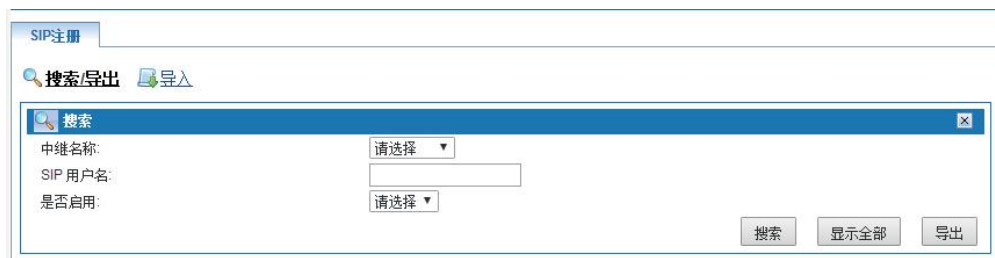 SIP注册
搜索/导出 导入
搜索
中继名称: 请选择
SIP 用户名:
是否启用: 请选择
搜索 显示全部 导出